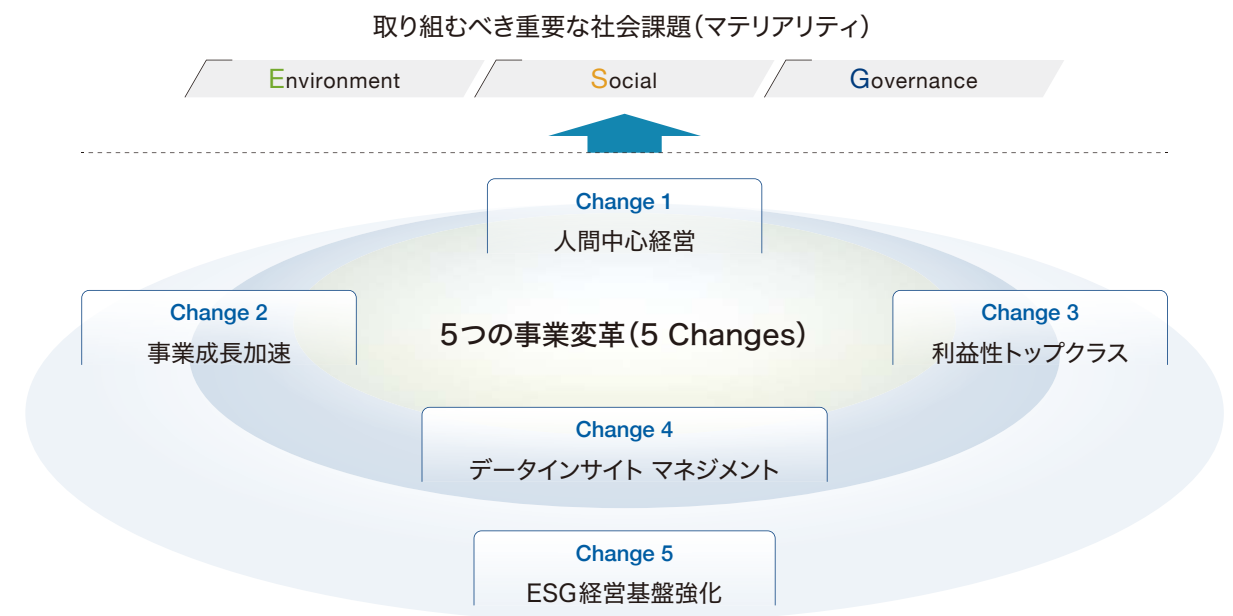 取り組むべき重要な社会課題（マテリアリティ）
Environment
Social
Governance
Change 1
人間中心経営
Change 2
事業成長加速
5つの事業変革（5 Changes）
Change 3
利益性トップクラス
Change 4
データインサイト マネジメント
Change 5
ESG経営基盤強化